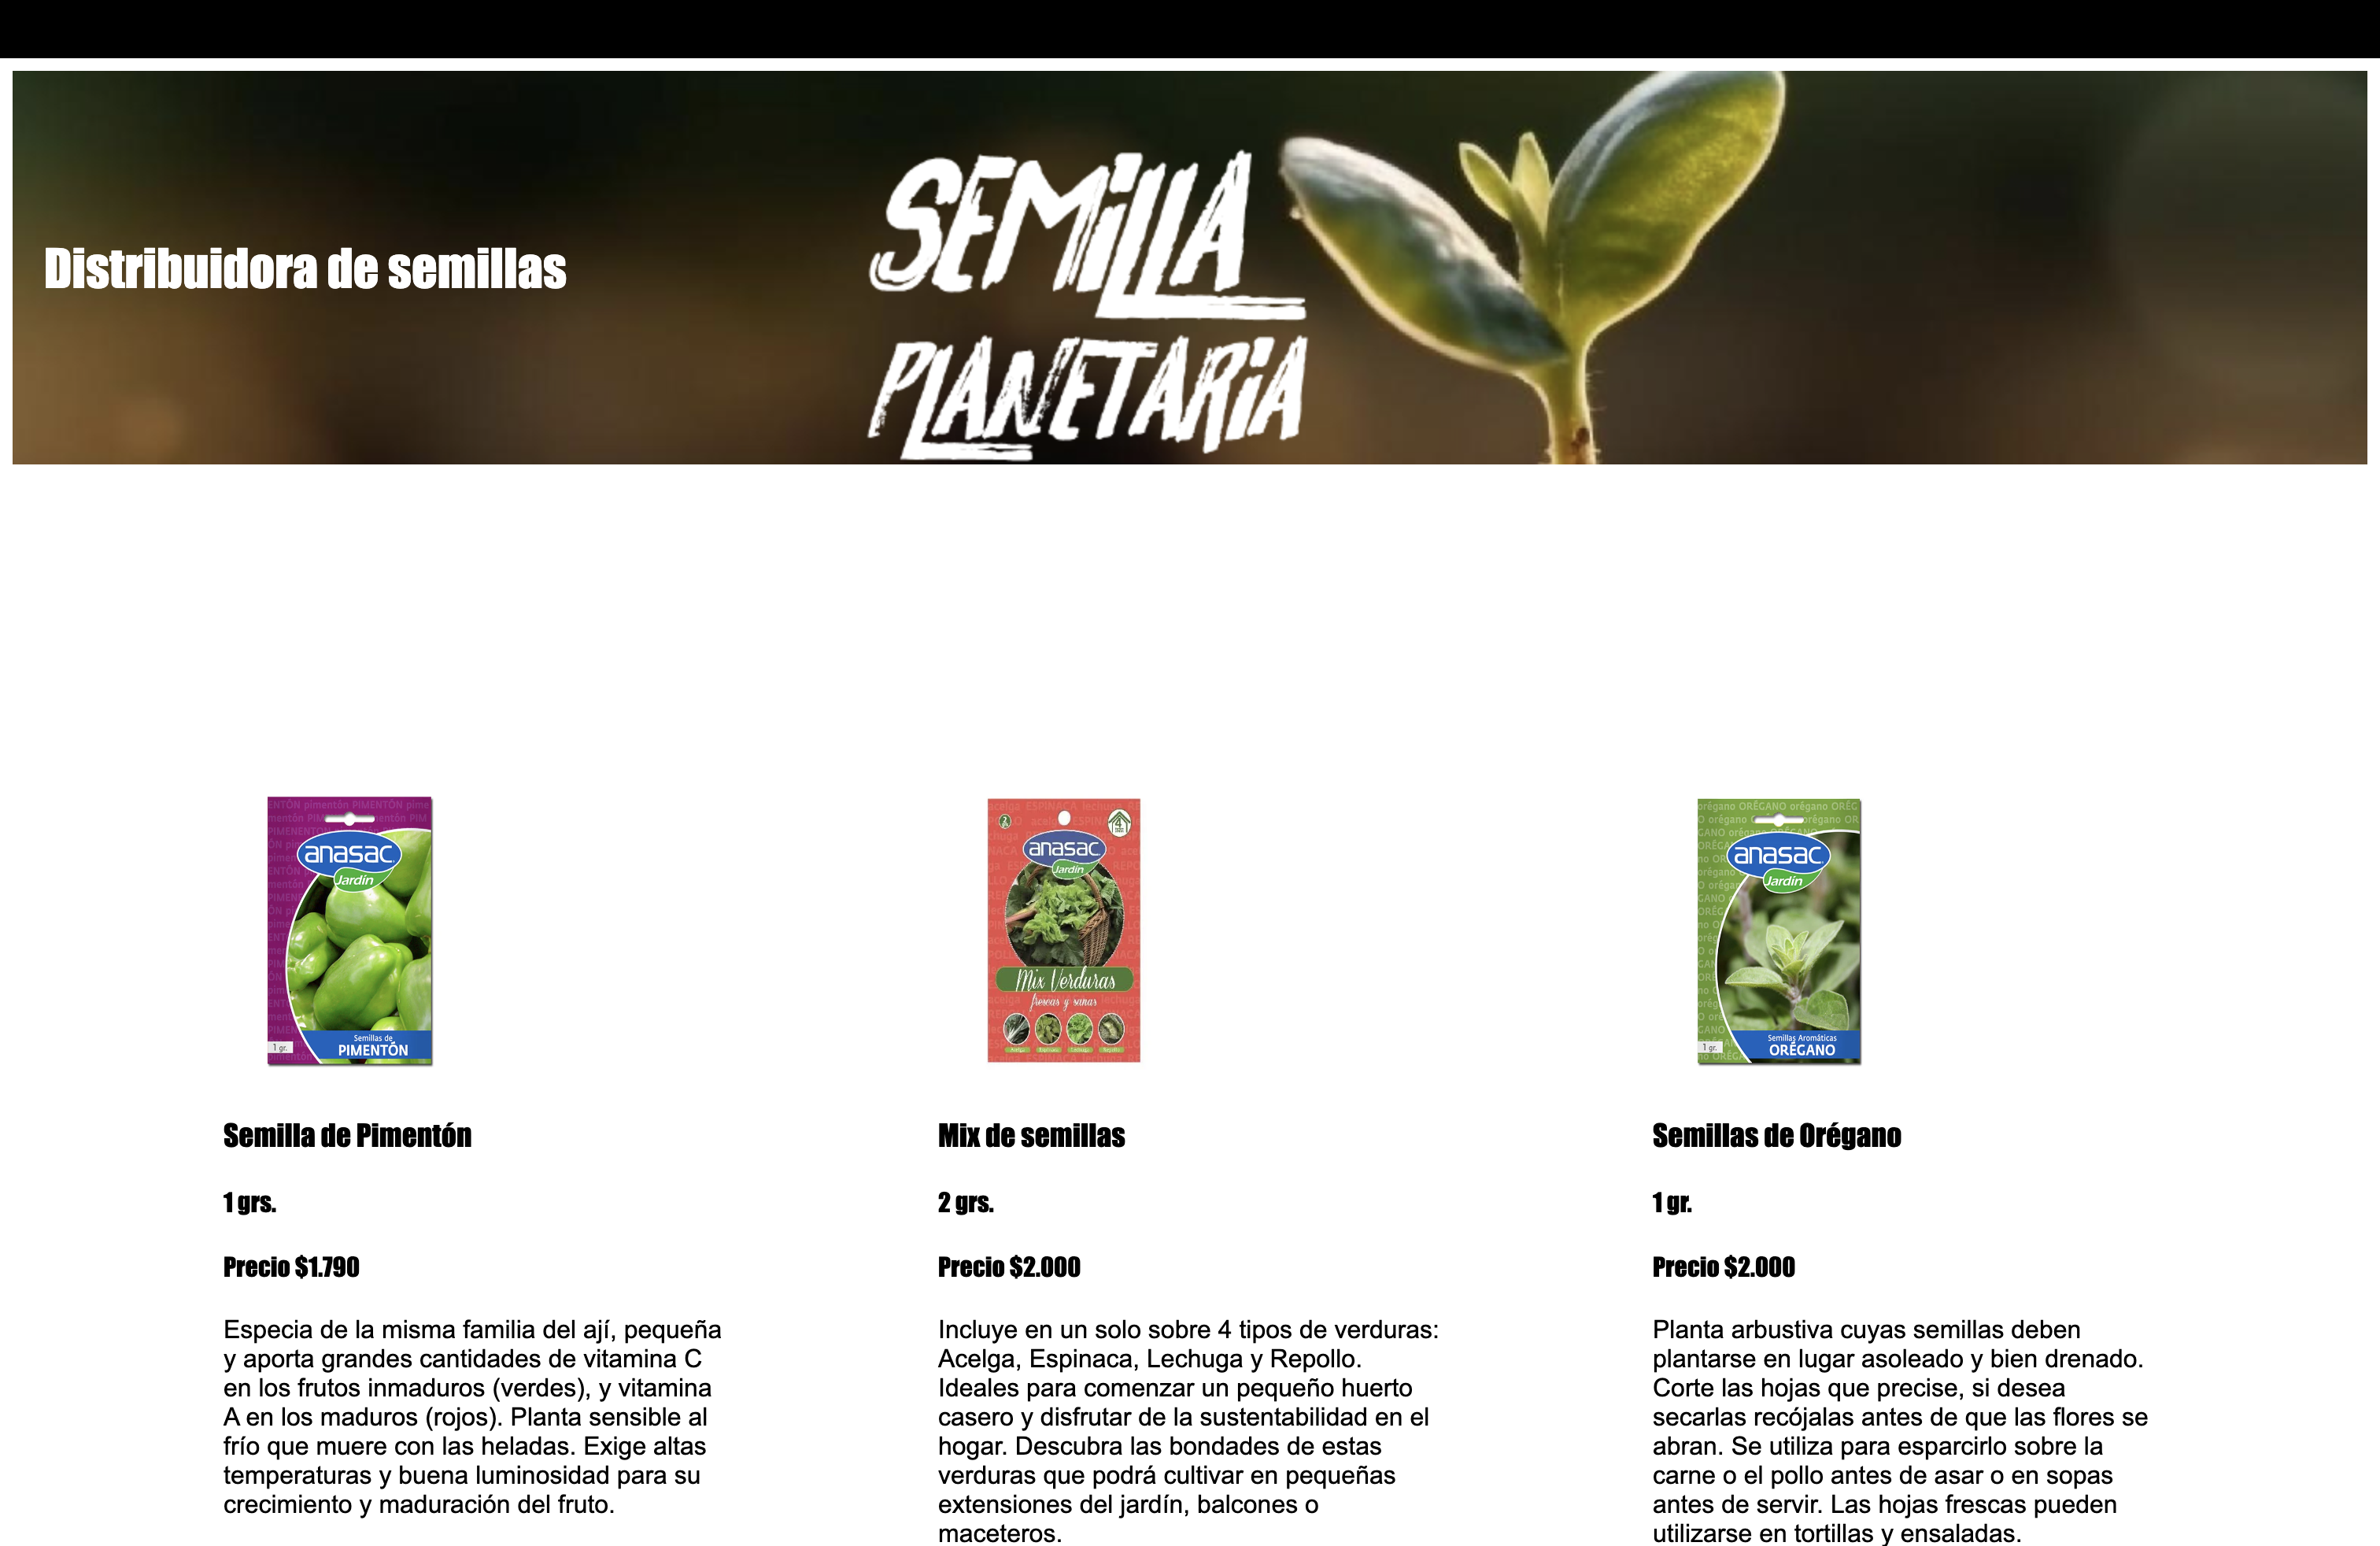 Distribuidora de semillas
SEMILLA
PLANETARIA
anasac
Jardín
Semillas de
PIMENTÓN
1 gr.
anasac
Jardín
Mix Verduras
frescas y sanas
anasac
Jardín
Semillas Aromáticas
ORÉGANO
1 gr.
Semilla de Pimentón
1 grs.
Precio $1.790
Especia de la misma familia del ají, pequeña
y aporta grandes cantidades de vitamina C
en los frutos inmaduros (verdes), y vitamina
A en los maduros (rojos). Planta sensible al
frío que muere con las heladas. Exige altas
temperaturas y buena luminosidad para su
crecimiento y maduración del fruto.
Mix de semillas
2 grs.
Precio $2.000
Incluye en un solo sobre 4 tipos de verduras:
Acelga, Espinaca, Lechuga y Repollo.
Ideales para comenzar un pequeño huerto
casero y disfrutar de la sustentabilidad en el
hogar. Descubra las bondades de estas
verduras que podrá cultivar en pequeñas
extensiones del jardín, balcones o
maceteros.
Semillas de Orégano
1 gr.
Precio $2.000
Planta arbustiva cuyas semillas deben
plantarse en lugar asoleado y bien drenado.
Corte las hojas que precise, si desea
secarlas recójalas antes de que las flores se
abran. Se utiliza para esparcirlo sobre la
carne o el pollo antes de asar o en sopas
antes de servir. Las hojas frescas pueden
utilizarse en tortillas y ensaladas.